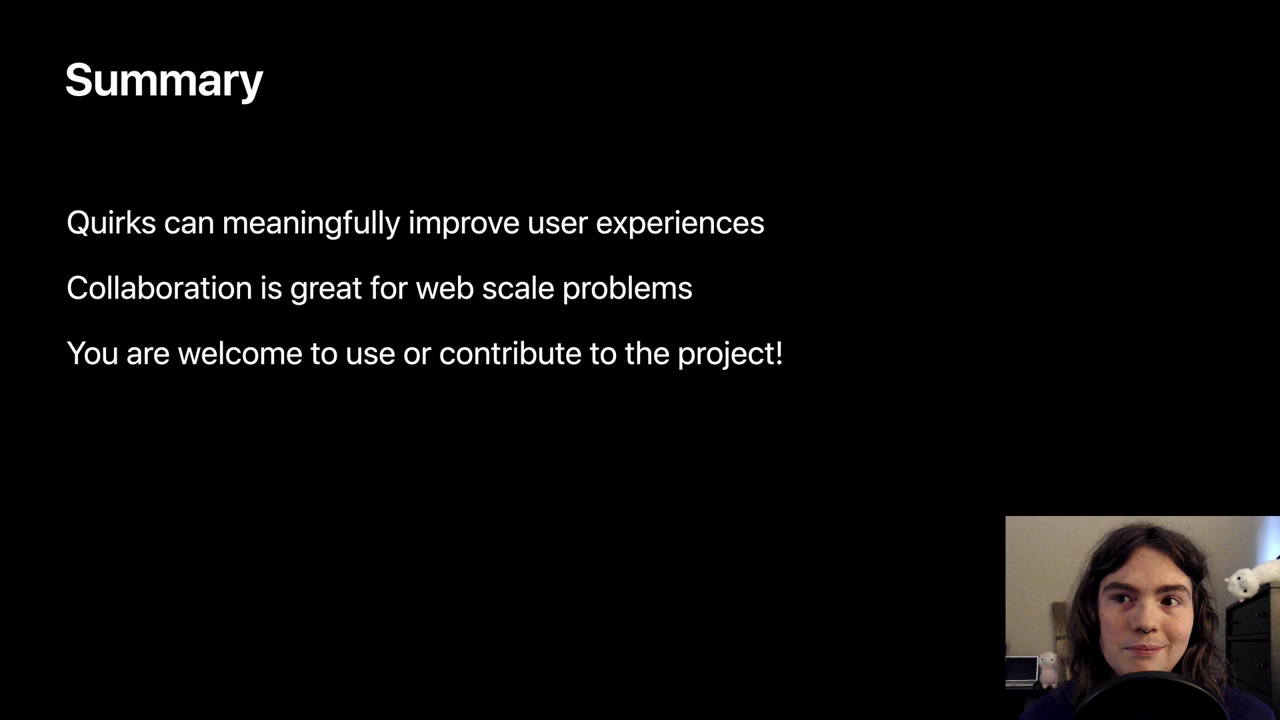 Summary
Quirks can meaningfully improve user experiences
Collaboration is great for web scale problems
You are welcome to use or contribute to the project!